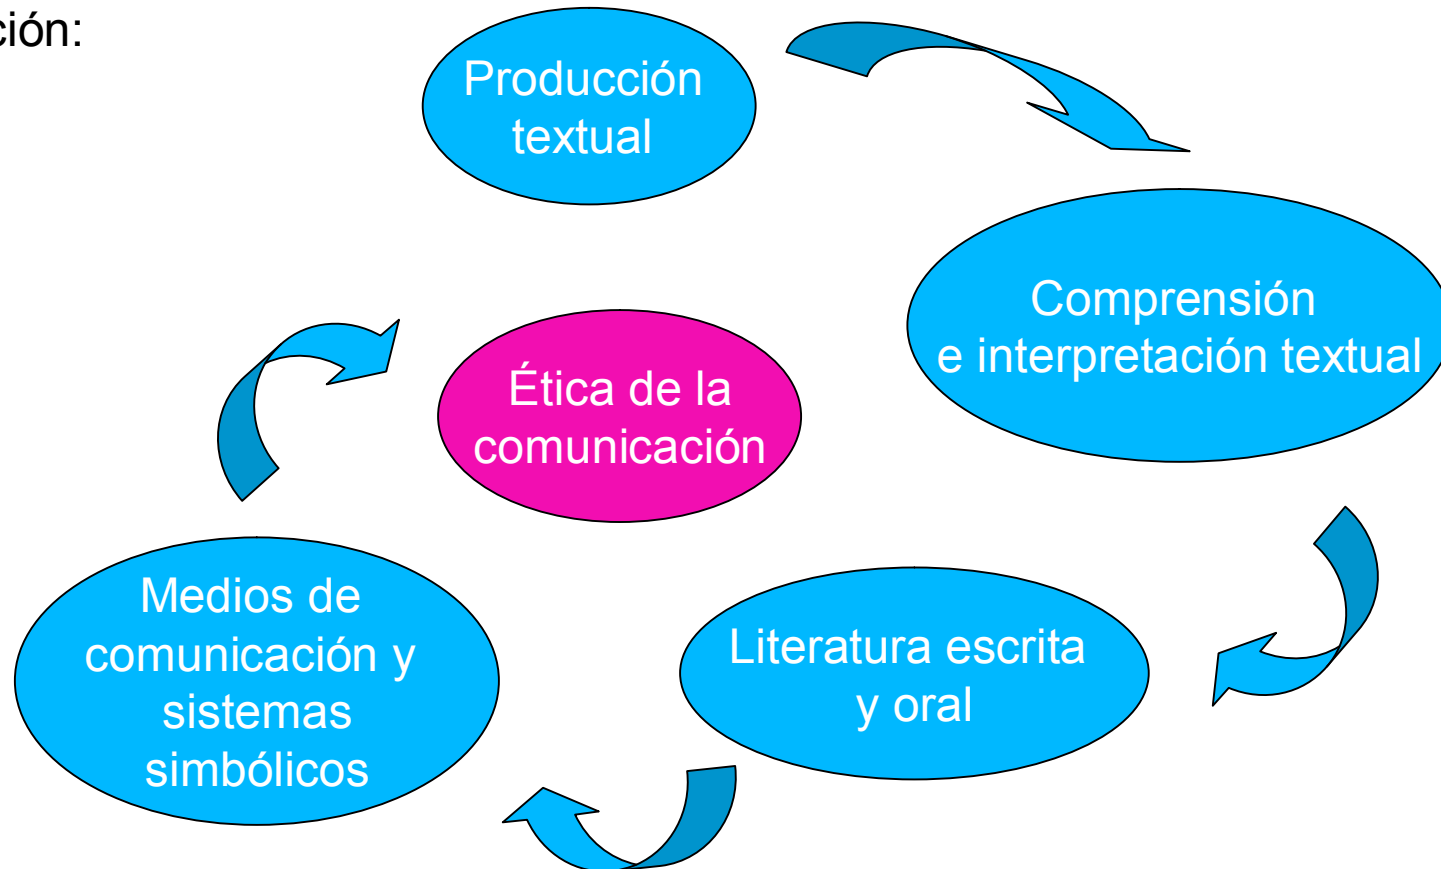 ción:
Producción
textual
Comprensión
e interpretación textual
Ética de la
comunicación
Literatura escrita
y oral
Medios de
comunicación y
sistemas
simbólicos